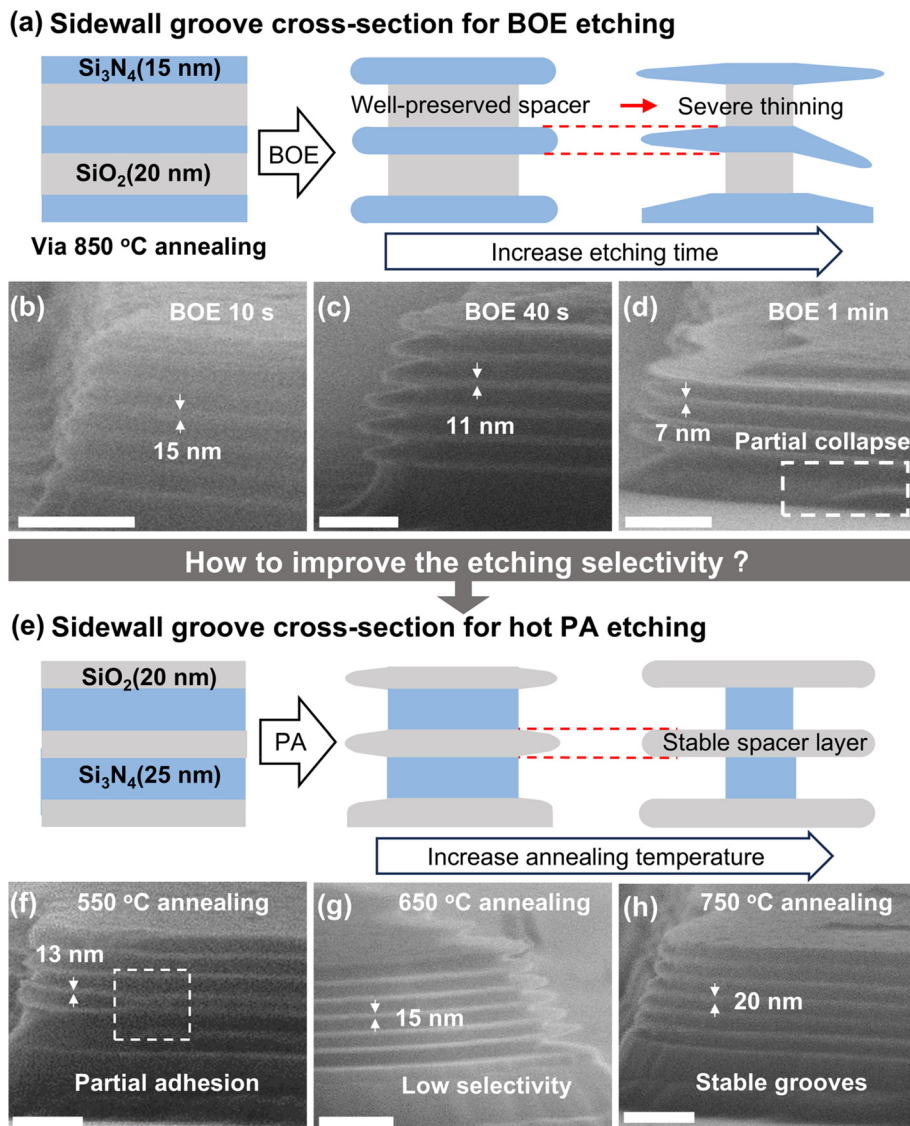 (a) Sidewall groove cross-section for BOE etching
Si₃N₄(15 nm)
SiO₂(20 nm)
Via 850 °C annealing
BOE
Well-preserved spacer
Severe thinning
Increase etching time
(b)
BOE 10 s
15 nm
(c)
BOE 40 s
11 nm
(d)
BOE 1 min
7 nm
Partial collapse
How to improve the etching selectivity ?
(e) Sidewall groove cross-section for hot PA etching
SiO₂(20 nm)
Si₃N₄(25 nm)
PA
Stable spacer layer
Increase annealing temperature
(f)
550 °C annealing
13 nm
Partial adhesion
(g)
650 °C annealing
15 nm
Low selectivity
(h)
750 °C annealing
20 nm
Stable grooves